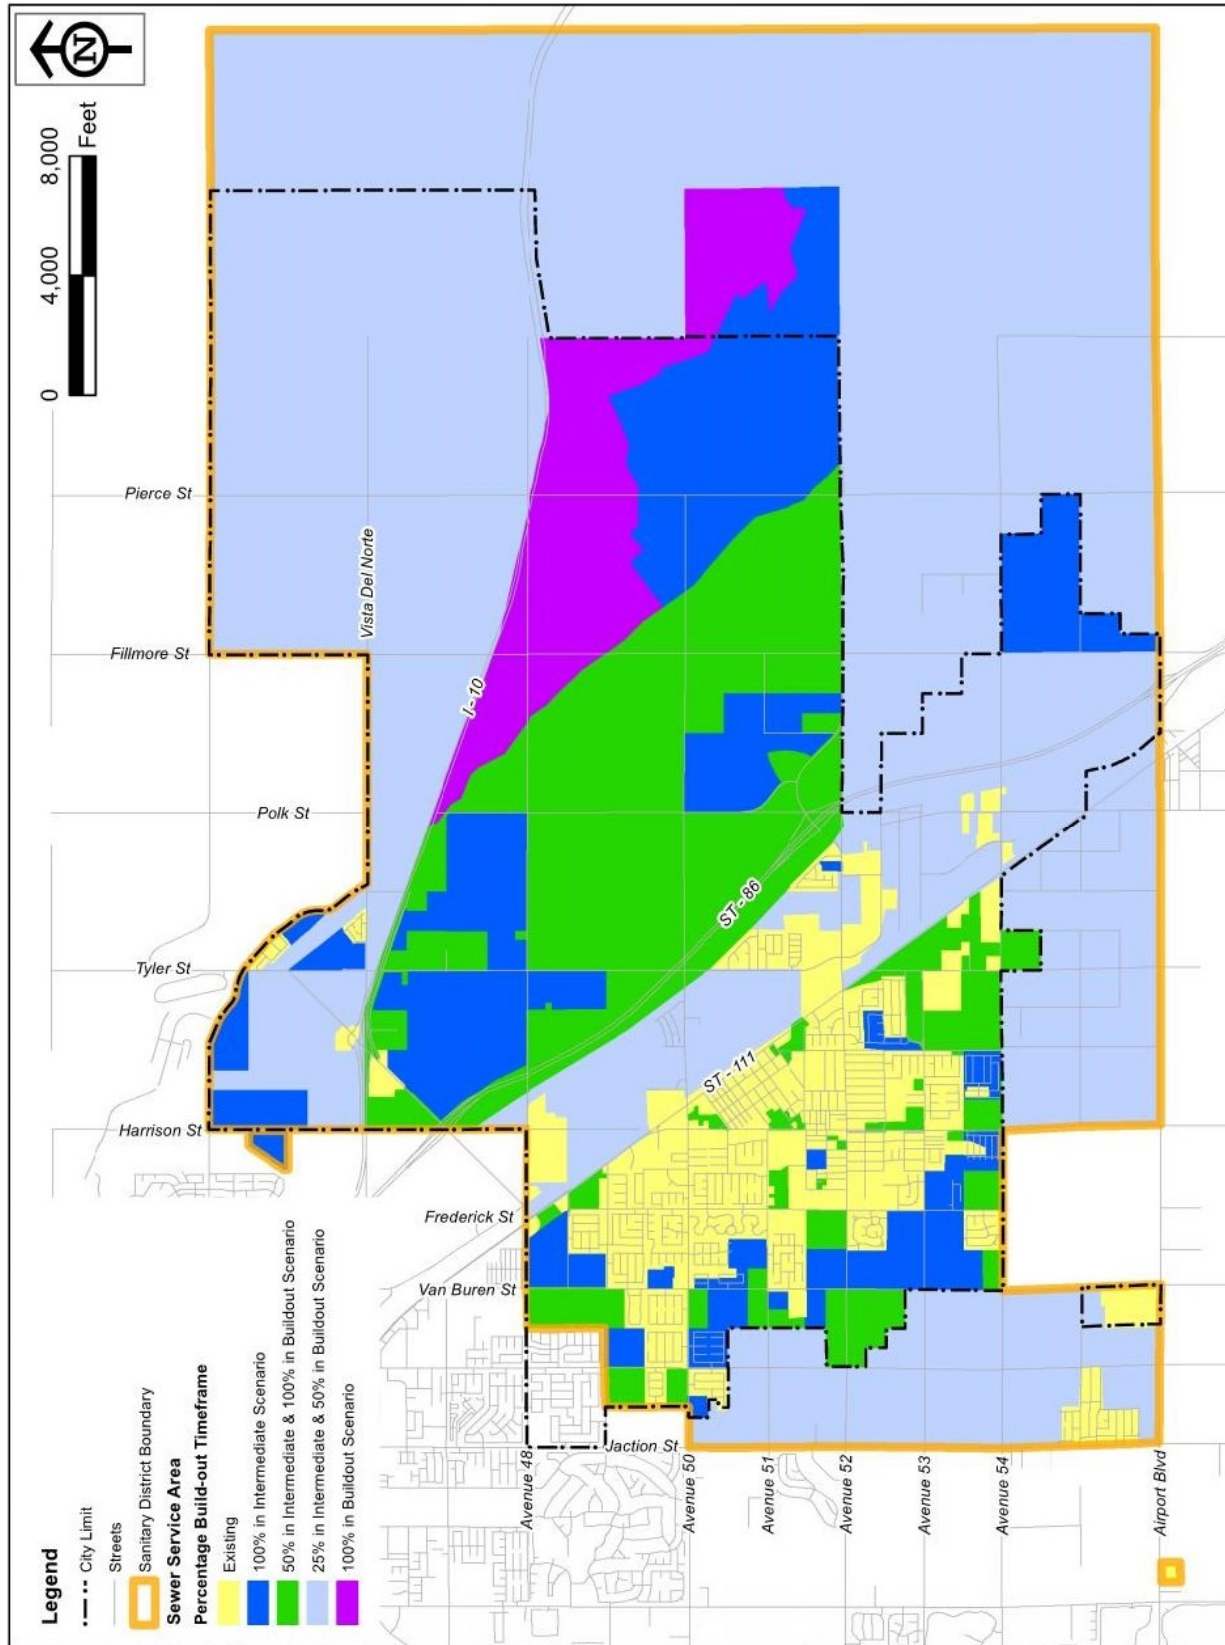 N
0 4,000 8,000
Feet
Pierce St
Fillmore St
Polk St
Tyler St
Harrison St
Frederick St
Van Buren St
Jaction St
Vista Del Norte
I - 10
ST - 86
ST - 111
Avenue 48
Avenue 50
Avenue 51
Avenue 52
Avenue 53
Avenue 54
Airport Blvd
Legend
City Limit
Streets
Sanitary District Boundary
Sewer Service Area
Percentage Build-out Timeframe
Existing
100% in Intermediate Scenario
50% in Intermediate & 100% in Buildout Scenario
25% in Intermediate & 50% in Buildout Scenario
100% in Buildout Scenario